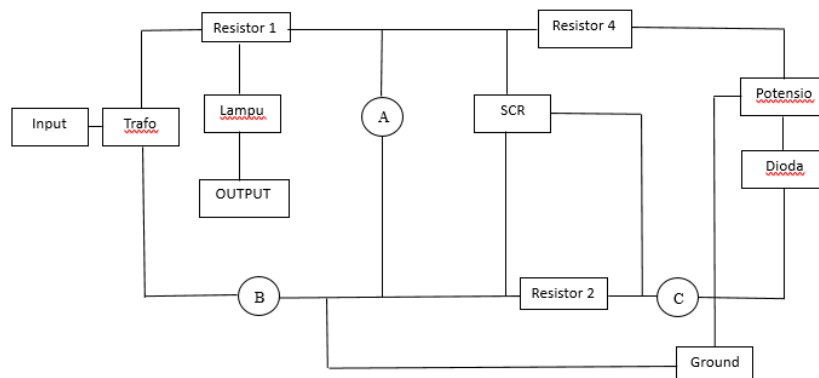 Resistor 1
Resistor 4
Input
Trafo
Lampu
A
SCR
Potensio
Dioda
OUTPUT
B
Resistor 2
C
Ground